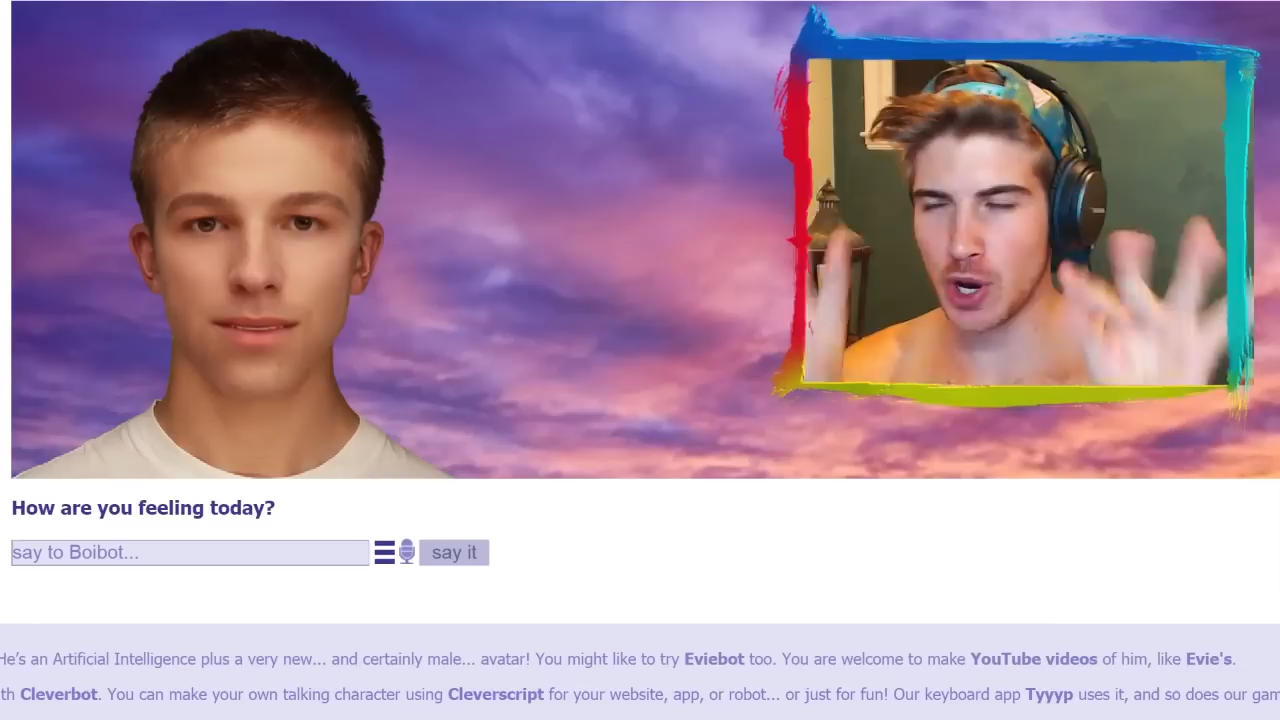 How are you feeling today?
say to Boibot... say it
He's an Artificial Intelligence plus a very new... and certainly male... avatar! You might like to try Eviebot too. You are welcome to make YouTube videos of him, like Evie's.
th Cleverbot. You can make your own talking character using Cleverscript for your website, app, or robot... or just for fun! Our keyboard app Tyyyp uses it, and so does our gam